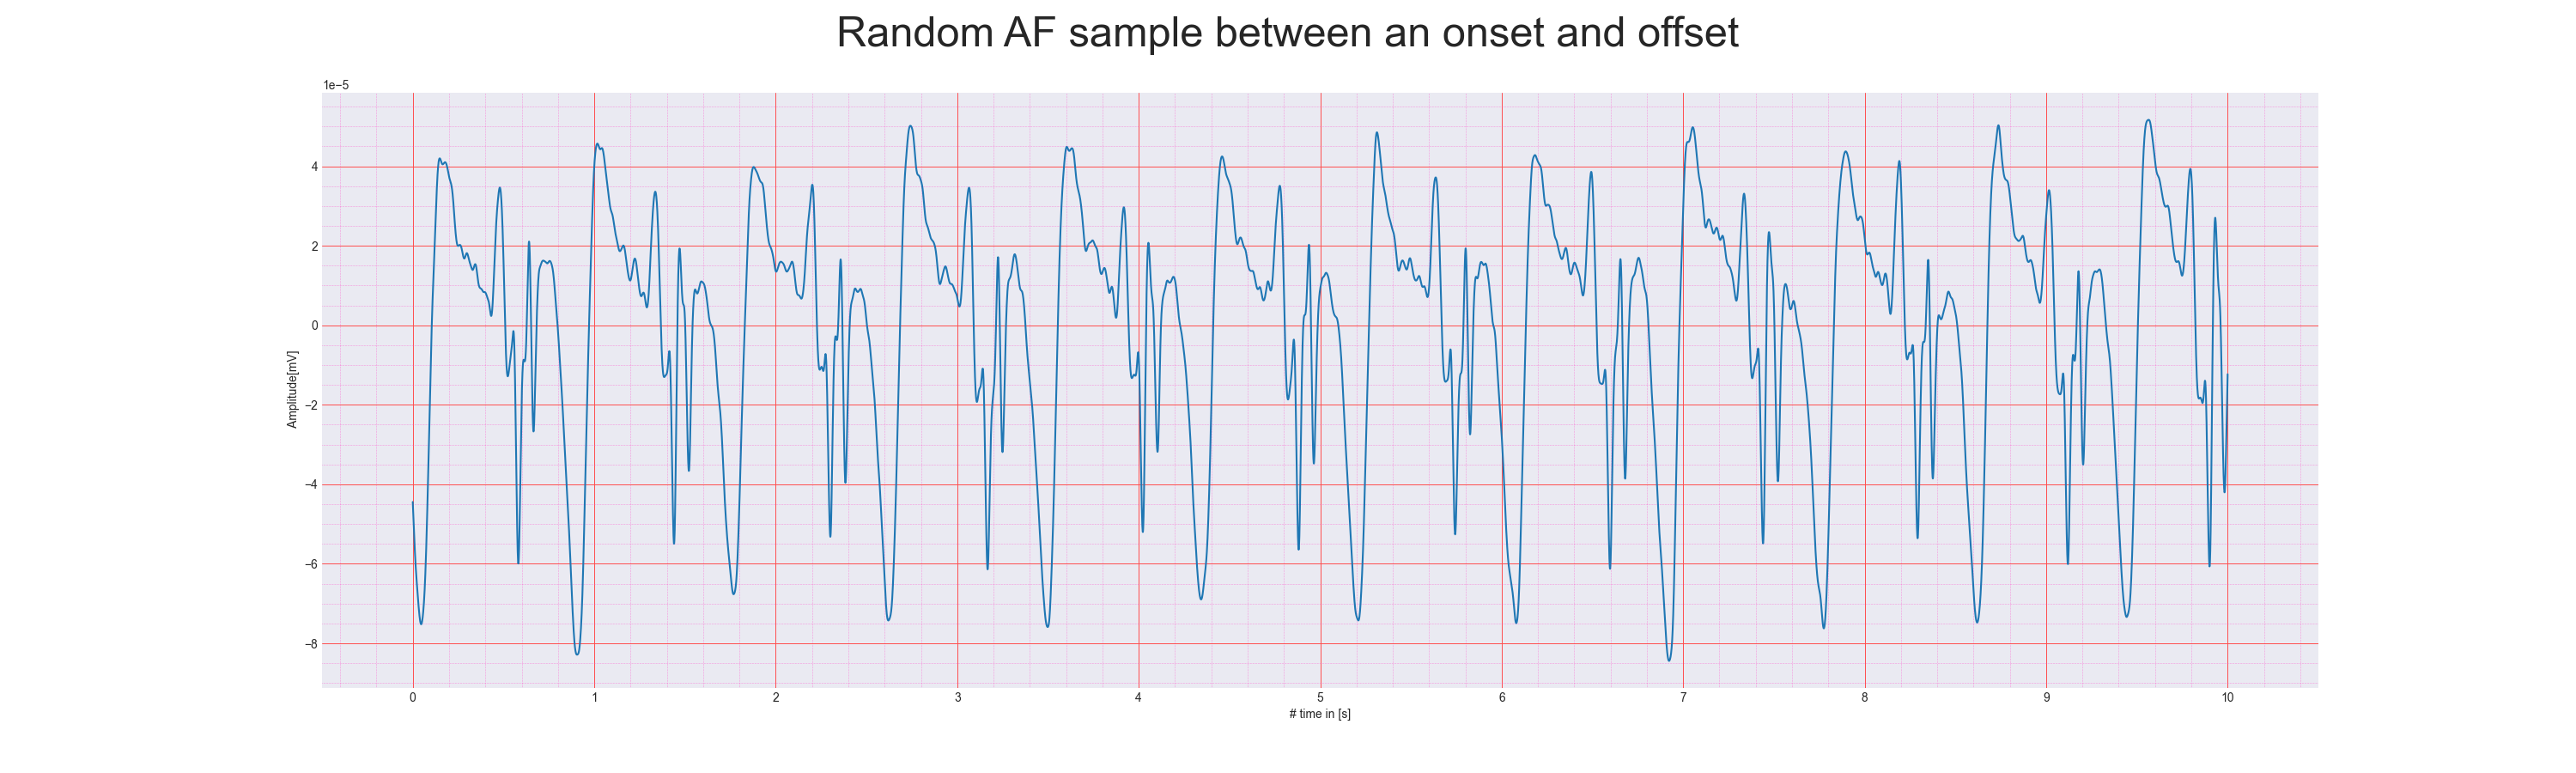 Random AF sample between an onset and offset
1e−5
4
2
0
−2
−4
−6
−8
Amplitude[mV]
0 1 2 3 4 5 6 7 8 9 10
# time in [s]